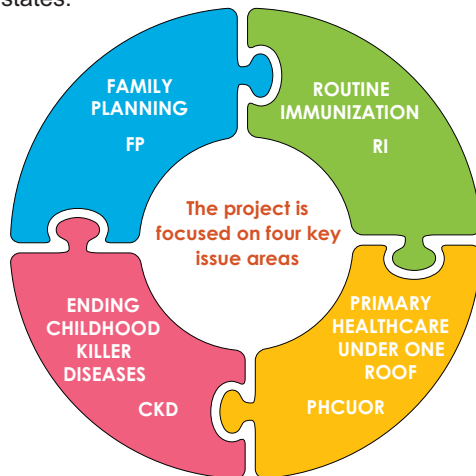 states.
FAMILY
PLANNING
FP
ROUTINE
IMMUNIZATION
RI
The project is
focused on four key
issue areas
ENDING
CHILDHOOD
KILLER
DISEASES
CKD
PRIMARY
HEALTHCARE
UNDER ONE
ROOF
PHCUOR